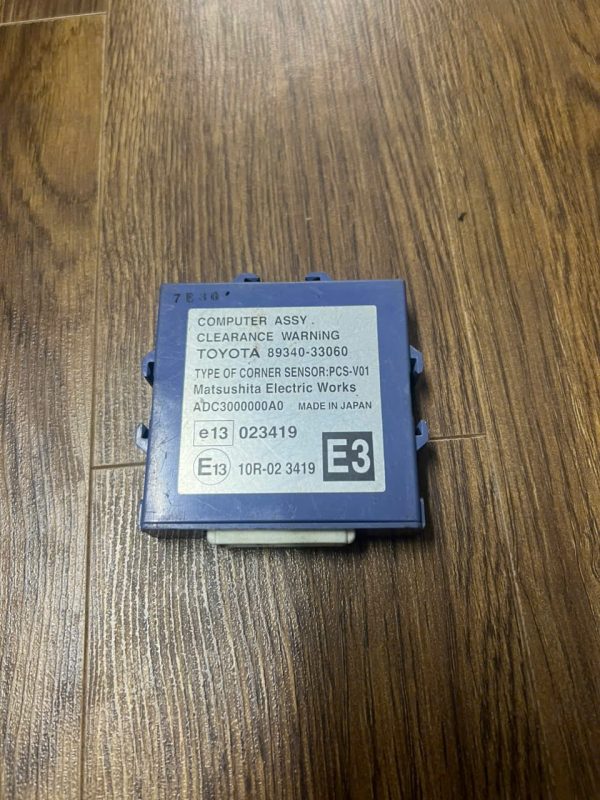 COMPUTER ASSY.
CLEARANCE WARNING
TOYOTA 89340-33060
TYPE OF CORNER SENSOR:PCS-V01
Matsushita Electric Works
ADC3000000A0 MADE IN JAPAN
e13 023419
E13 10R-02 3419 E3